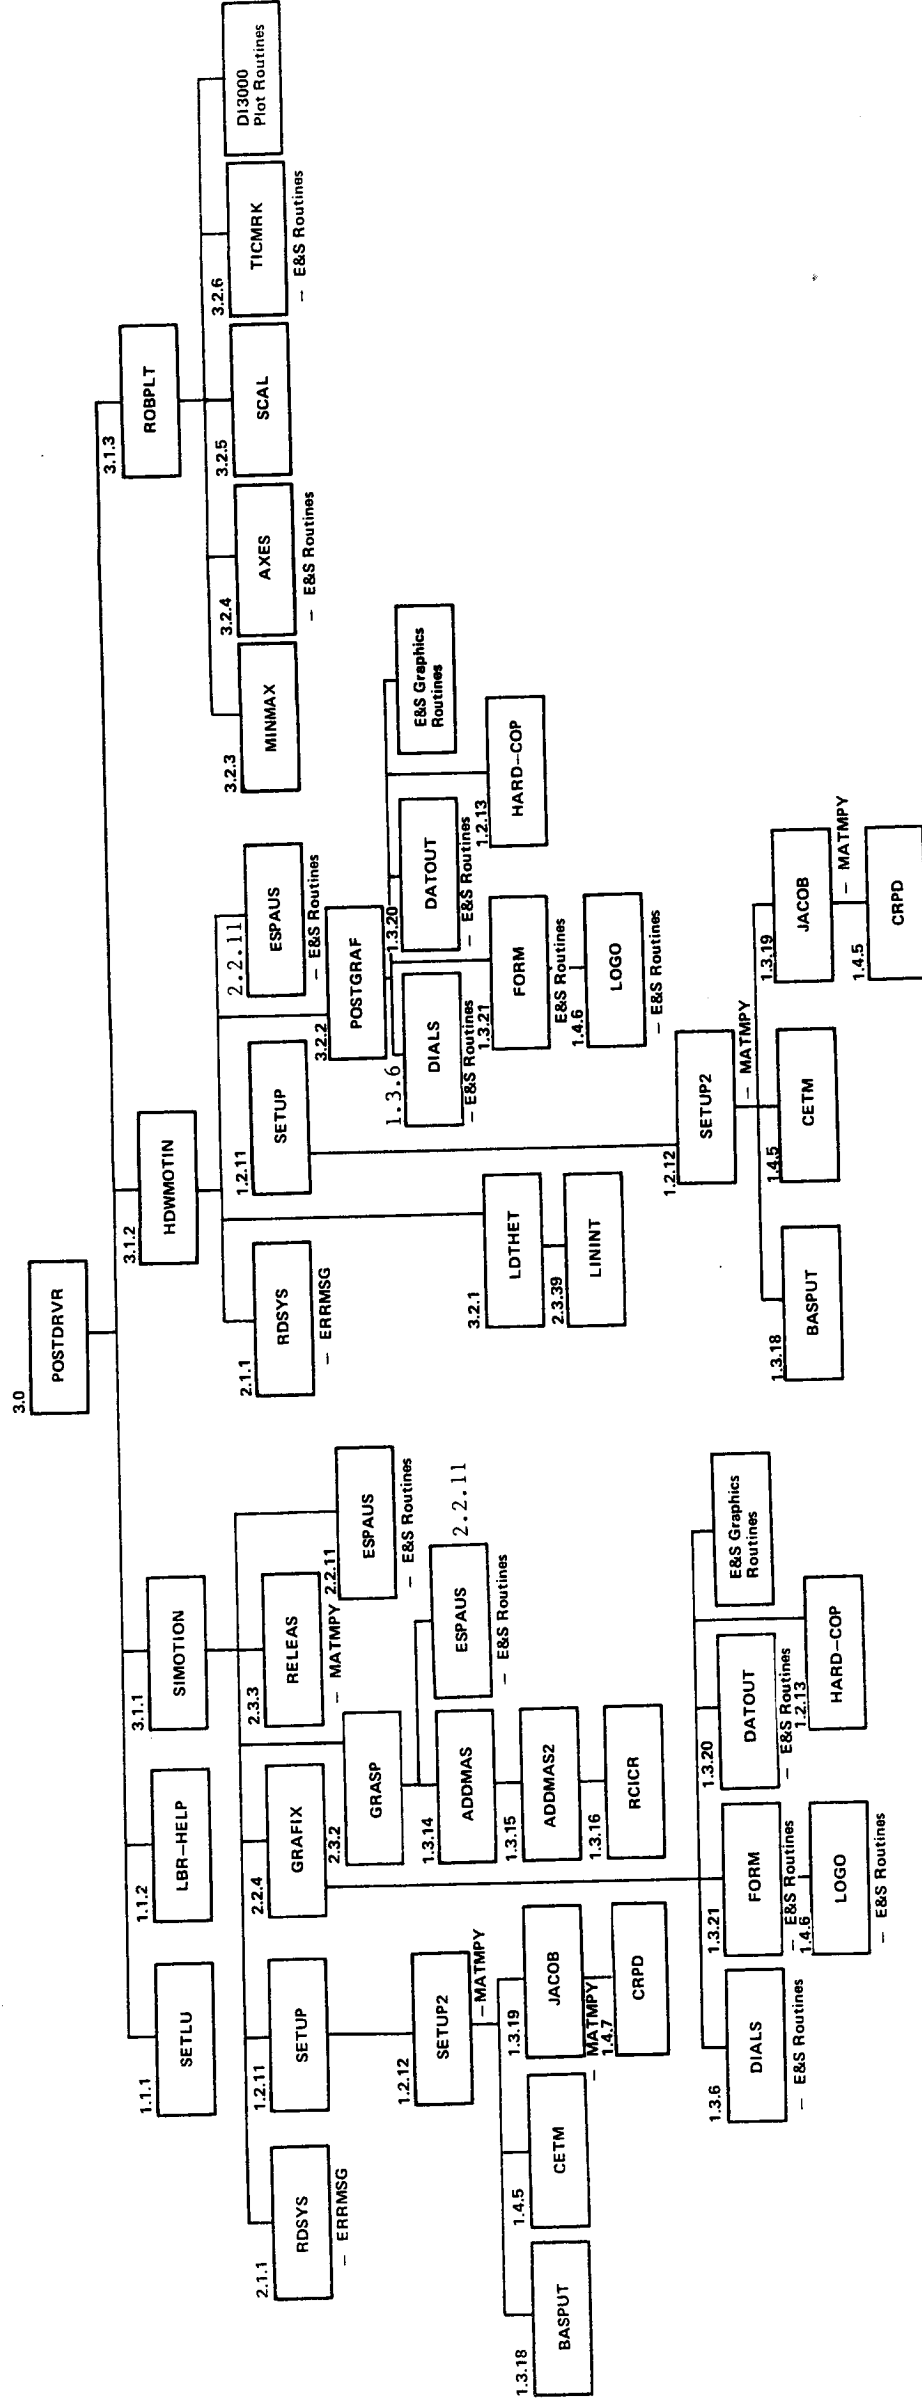 3.0
POSTDRVR
1.1.1
SETLU
1.1.2
LBR-HELP
3.1.1
SIMOTION
3.1.2
HDWMOTIN
3.1.3
ROBPLT
2.1.1
RDSYS
– ERRMSG
1.2.11
SETUP
2.2.4
GRAFIX
2.3.3
RELEAS
– MATMPY
2.3.2
GRASP
2.2.11
ESPAUS
– E&S Routines
1.2.12
SETUP2
– MATMPY
1.3.14
ADDMAS
ESPAUS
2.2.11
– E&S Routines
1.3.15
ADDMAS2
1.3.16
RCICR
1.3.18
BASPUT
1.4.5
CETM
1.3.19
JACOB
– MATMPY
1.4.7
CRPD
1.3.6
DIALS
– E&S Routines
1.3.21
FORM
– E&S Routines
1.4.6
LOGO
– E&S Routines
1.3.20
DATOUT
– E&S Routines
1.2.13
HARD-COP
E&S Graphics
Routines
2.1.1
RDSYS
– ERRMSG
1.2.11
SETUP
2.2.11
ESPAUS
– E&S Routines
3.2.2
POSTGRAF
1.3.6
DIALS
– E&S Routines
1.3.20
DATOUT
– E&S Routines
E&S Graphics
Routines
1.3.21
FORM
E&S Routines
1.2.13
HARD-COP
1.4.6
LOGO
– E&S Routines
3.2.1
LDTHET
2.3.39
LININT
1.2.12
SETUP2
– MATMPY
1.3.18
BASPUT
1.4.5
CETM
1.3.19
JACOB
– MATMPY
1.4.5
CRPD
3.2.3
MINMAX
3.2.4
AXES
– E&S Routines
3.2.5
SCAL
3.2.6
TICMRK
– E&S Routines
DI3000
Plot Routines